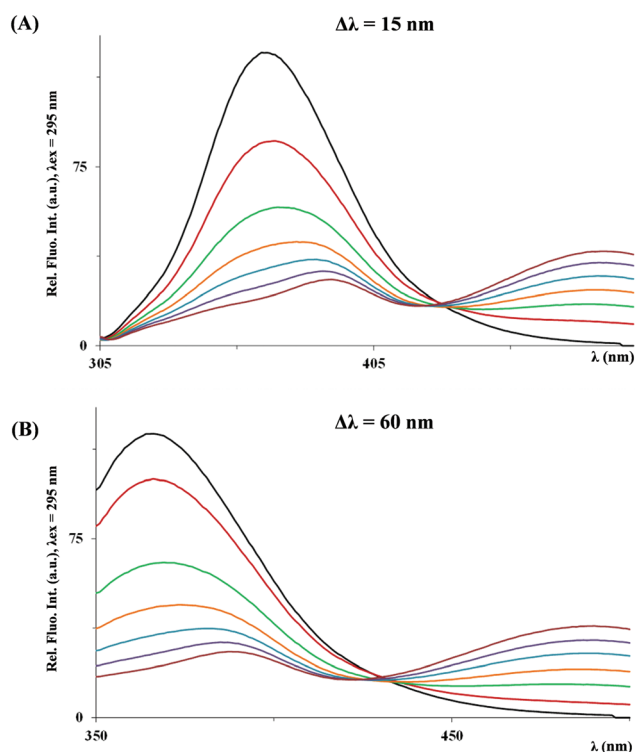 (A)
Δλ = 15 nm
Rel. Fluo. Int. (a.u.), λex = 295 nm
75
0
305
405
λ (nm)
(B)
Δλ = 60 nm
Rel. Fluo. Int. (a.u.), λex = 295 nm
75
0
350
450
λ (nm)